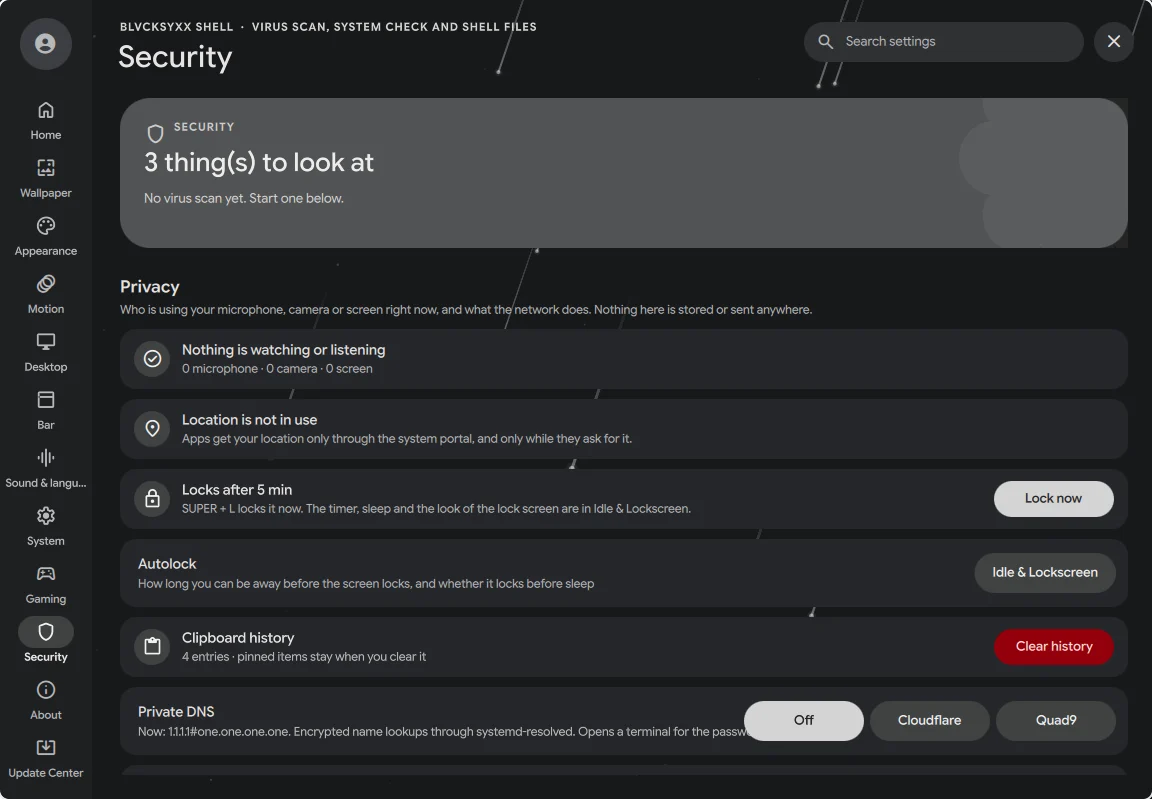 BLVCKSYXX SHELL · VIRUS SCAN, SYSTEM CHECK AND SHELL FILES
Security
Search settings
Home
Wallpaper
Appearance
Motion
Desktop
Bar
Sound & langu...
System
Gaming
Security
About
Update Center
SECURITY
3 thing(s) to look at
No virus scan yet. Start one below.
Privacy
Who is using your microphone, camera or screen right now, and what the network does. Nothing here is stored or sent anywhere.
Nothing is watching or listening
0 microphone · 0 camera · 0 screen
Location is not in use
Apps get your location only through the system portal, and only while they ask for it.
Locks after 5 min
SUPER + L locks it now. The timer, sleep and the look of the lock screen are in Idle & Lockscreen.
Lock now
Autolock
How long you can be away before the screen locks, and whether it locks before sleep
Idle & Lockscreen
Clipboard history
4 entries · pinned items stay when you clear it
Clear history
Private DNS
Now: 1.1.1.1#one.one.one.one. Encrypted name lookups through systemd-resolved. Opens a terminal for the passw
Off
Cloudflare
Quad9